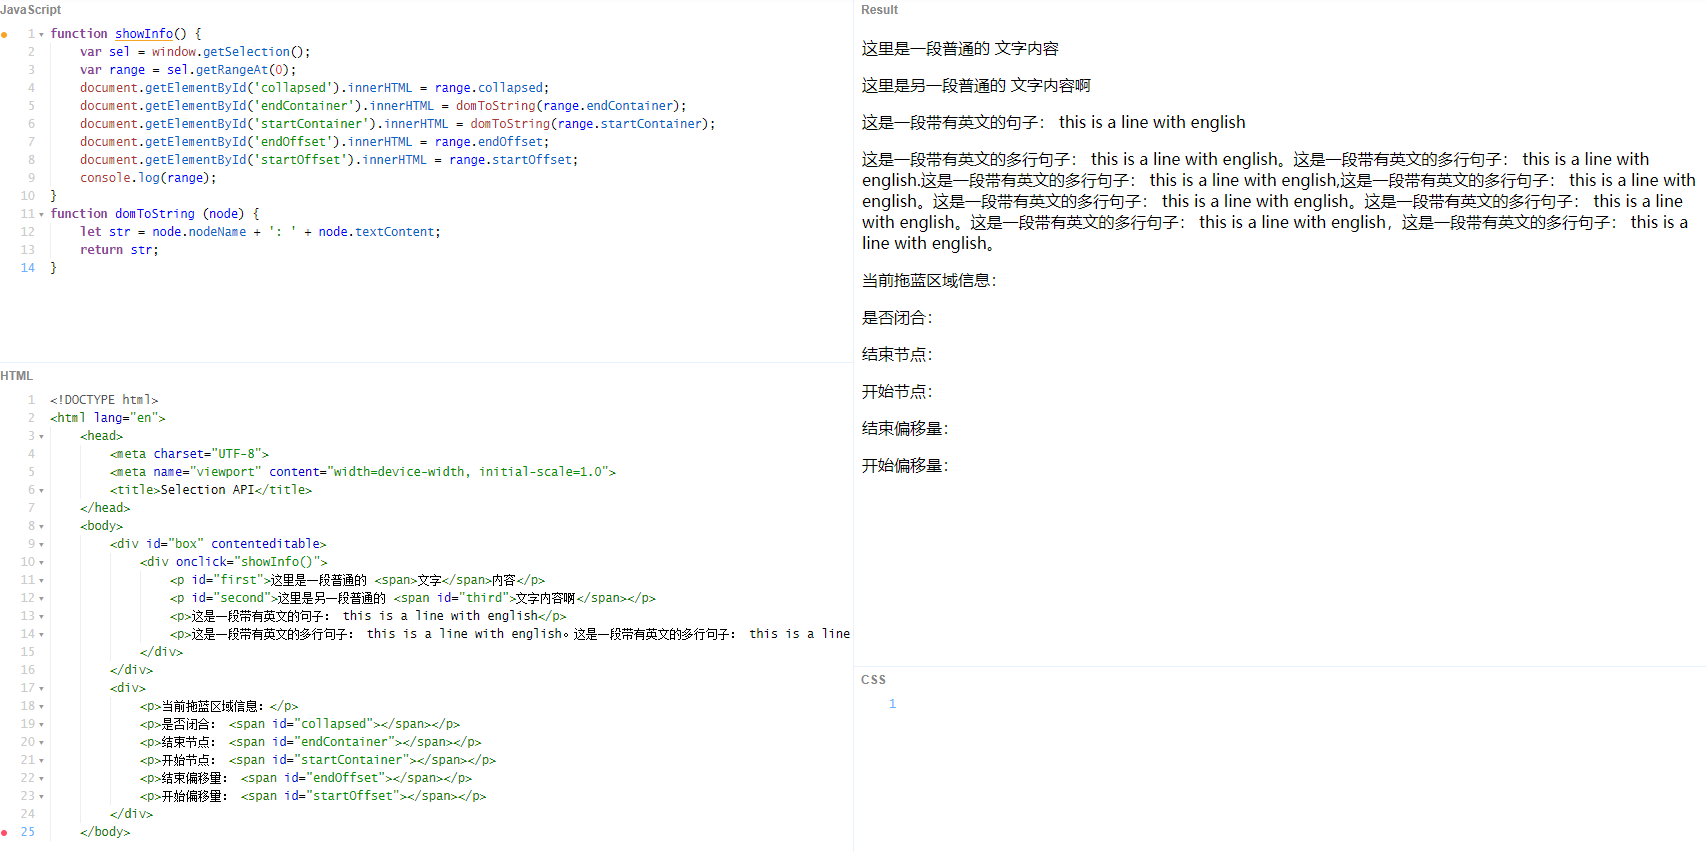 JavaScript
1 function showInfo() {
2 var sel = window.getSelection();
3 var range = sel.getRangeAt(0);
4 document.getElementById('collapsed').innerHTML = range.collapsed;
5 document.getElementById('endContainer').innerHTML = domToString(range.endContainer);
6 document.getElementById('startContainer').innerHTML = domToString(range.startContainer);
7 document.getElementById('endOffset').innerHTML = range.endOffset;
8 document.getElementById('startOffset').innerHTML = range.startOffset;
9 console.log(range);
10 }
11 function domToString (node) {
12 let str = node.nodeName + ': ' + node.textContent;
13 return str;
14 }
HTML
1 <!DOCTYPE html>
2 <html lang="en">
3 <head>
4 <meta charset="UTF-8">
5 <meta name="viewport" content="width=device-width, initial-scale=1.0">
6 <title>Selection API</title>
7 </head>
8 <body>
9 <div id="box" contenteditable>
10 <div onclick="showInfo()">
11 <p id="first">这里是一段普通的 <span>文字</span>内容</p>
12 <p id="second">这里是另一段普通的 <span id="third">文字内容啊</span></p>
13 <p>这是一段带有英文的句子： this is a line with english</p>
14 <p>这是一段带有英文的多行句子： this is a line with english。这是一段带有英文的多行句子： this is a line
15 </div>
16 </div>
17 <div>
18 <p>当前拖蓝区域信息：</p>
19 <p>是否闭合： <span id="collapsed"></span></p>
20 <p>结束节点： <span id="endContainer"></span></p>
21 <p>开始节点： <span id="startContainer"></span></p>
22 <p>结束偏移量： <span id="endOffset"></span></p>
23 <p>开始偏移量： <span id="startOffset"></span></p>
24 </div>
25 </body>
Result
这里是一段普通的 文字内容
这里是另一段普通的 文字内容啊
这是一段带有英文的句子： this is a line with english
这是一段带有英文的多行句子： this is a line with english。这是一段带有英文的多行句子： this is a line with
english.这是一段带有英文的多行句子： this is a line with english,这是一段带有英文的多行句子： this is a line with
english。这是一段带有英文的多行句子： this is a line with english。这是一段带有英文的多行句子： this is a line
with english。这是一段带有英文的多行句子： this is a line with english，这是一段带有英文的多行句子： this is a
line with english。
当前拖蓝区域信息：
是否闭合：
结束节点：
开始节点：
结束偏移量：
开始偏移量：
CSS
1